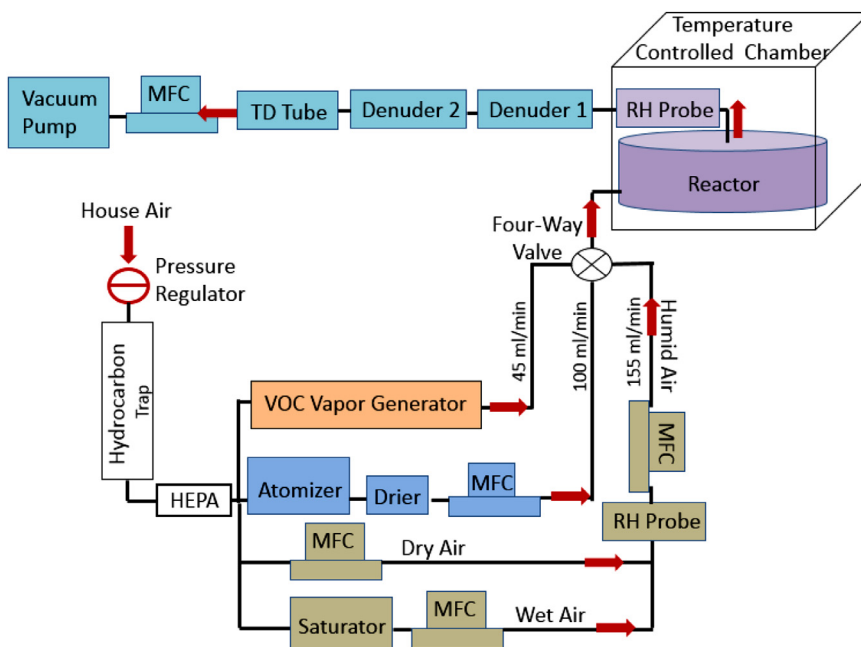 Temperature
Controlled Chamber
Vacuum
Pump
MFC
TD Tube
Denuder 2
Denuder 1
RH Probe
Reactor
House Air
Four-Way
Valve
Pressure
Regulator
Hydrocarbon
Trap
45 ml/min
100 ml/min
155 ml/min
Humid Air
VOC Vapor Generator
MFC
HEPA
Atomizer
Drier
MFC
RH Probe
MFC
Dry Air
Saturator
MFC
Wet Air